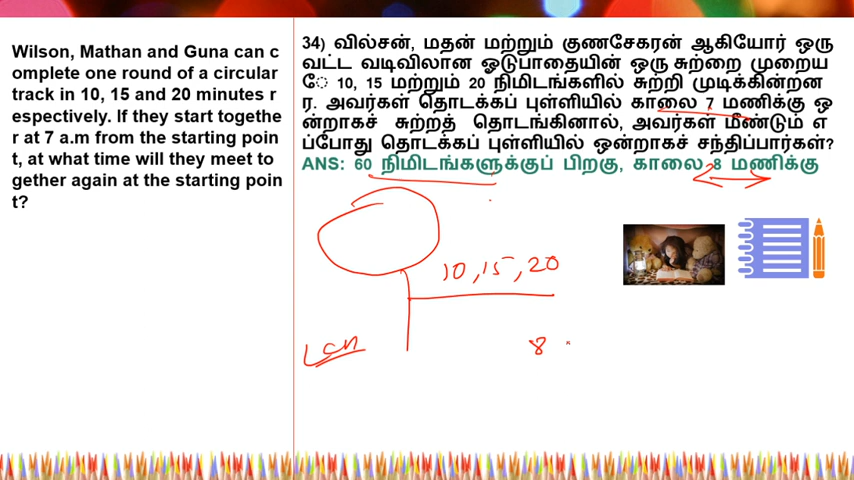 Wilson, Mathan and Guna can c
omplete one round of a circular
track in 10, 15 and 20 minutes r
espectively. If they start togethe
r at 7 a.m from the starting poin
t, at what time will they meet to
gether again at the starting poin
t?
34) வில்சன், மதன் மற்றும் குணசேகரன் ஆகியோர் ஒரு
வட்ட வடிவிலான ஓடுபாதையின் ஒரு சுற்றை முறைய
ே 10, 15 மற்றும் 20 நிமிடங்களில் சுற்றி முடிக்கின்றன
ர். அவர்கள் தொடக்கப் புள்ளியில் காலை 7 மணிக்கு ஒ
ன்றாகச் சுற்றத் தொடங்கினால், அவர்கள் மீண்டும் எ
ப்போது தொடக்கப் புள்ளியில் ஒன்றாகச் சந்திப்பார்கள்?
ANS: 60 நிமிடங்களுக்குப் பிறகு, காலை 8 மணிக்கு
10, 15, 20
LCM
8